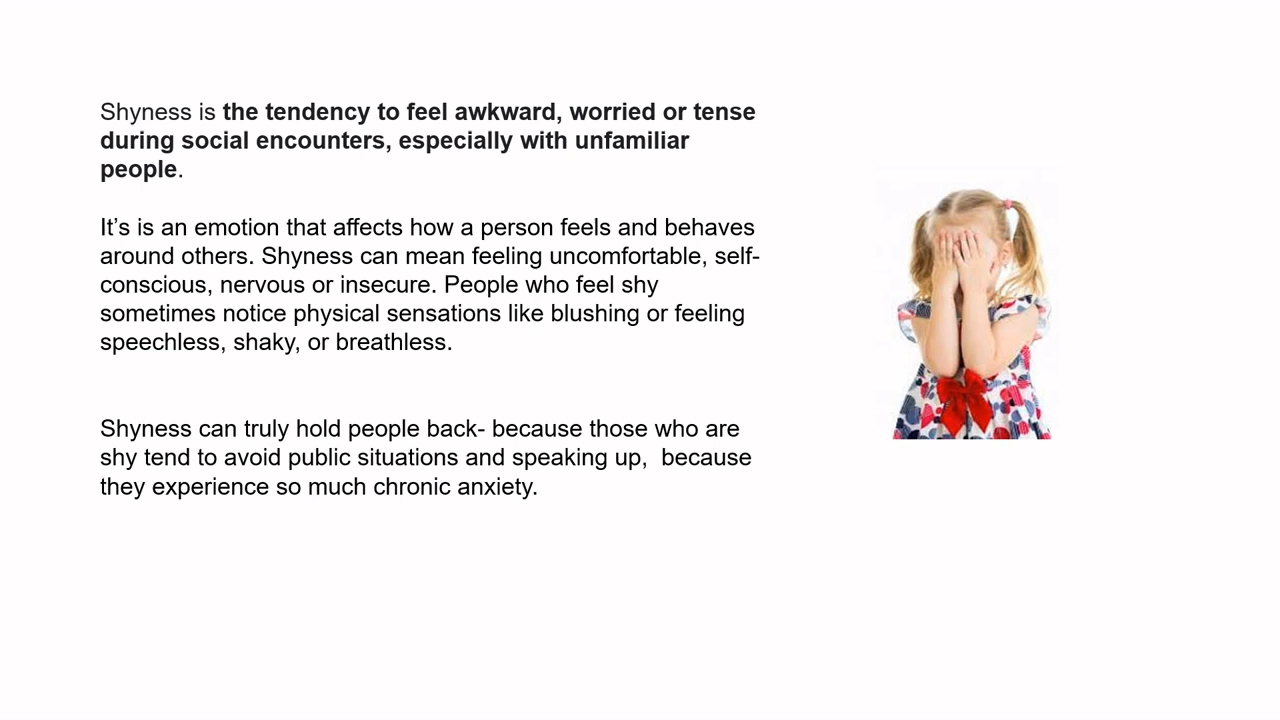 Shyness is the tendency to feel awkward, worried or tense
during social encounters, especially with unfamiliar
people.
It’s is an emotion that affects how a person feels and behaves
around others. Shyness can mean feeling uncomfortable, self-
conscious, nervous or insecure. People who feel shy
sometimes notice physical sensations like blushing or feeling
speechless, shaky, or breathless.
Shyness can truly hold people back- because those who are
shy tend to avoid public situations and speaking up,  because
they experience so much chronic anxiety.